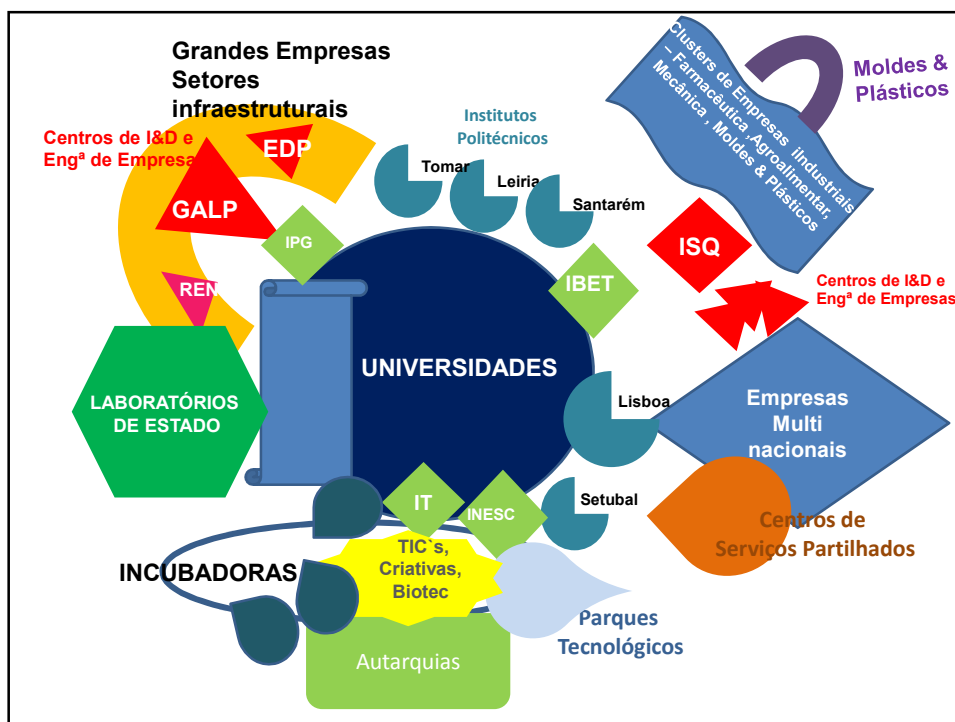 Grandes Empresas
Setores
infraestruturais
Centros de I&D e
Engª de Empresa
EDP
GALP
REN
IPG
Institutos
Politécnicos
Tomar
Leiria
Santarém
Clusters de Empresas iIndustriais
– Farmacêutica ,Agroalimentar,
Mecânica , Moldes & Plásticos
Moldes &
Plásticos
ISQ
IBET
Centros de I&D e
Engª de Empresas
UNIVERSIDADES
LABORATÓRIOS
DE ESTADO
Lisboa
Empresas
Multi
nacionais
IT
INESC
Setubal
Centros de
Serviços Partilhados
INCUBADORAS
TIC`s,
Criativas,
Biotec
Parques
Tecnológicos
Autarquias